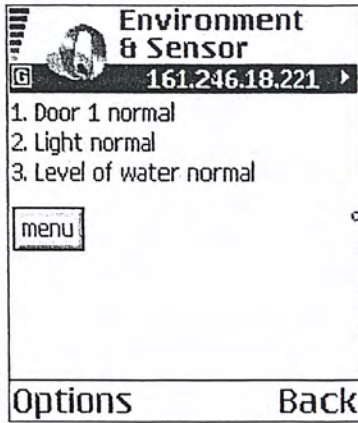 Environment
& Sensor
G 161.246.18.221
1. Door 1 normal
2. Light normal
3. Level of water normal
menu
Options Back